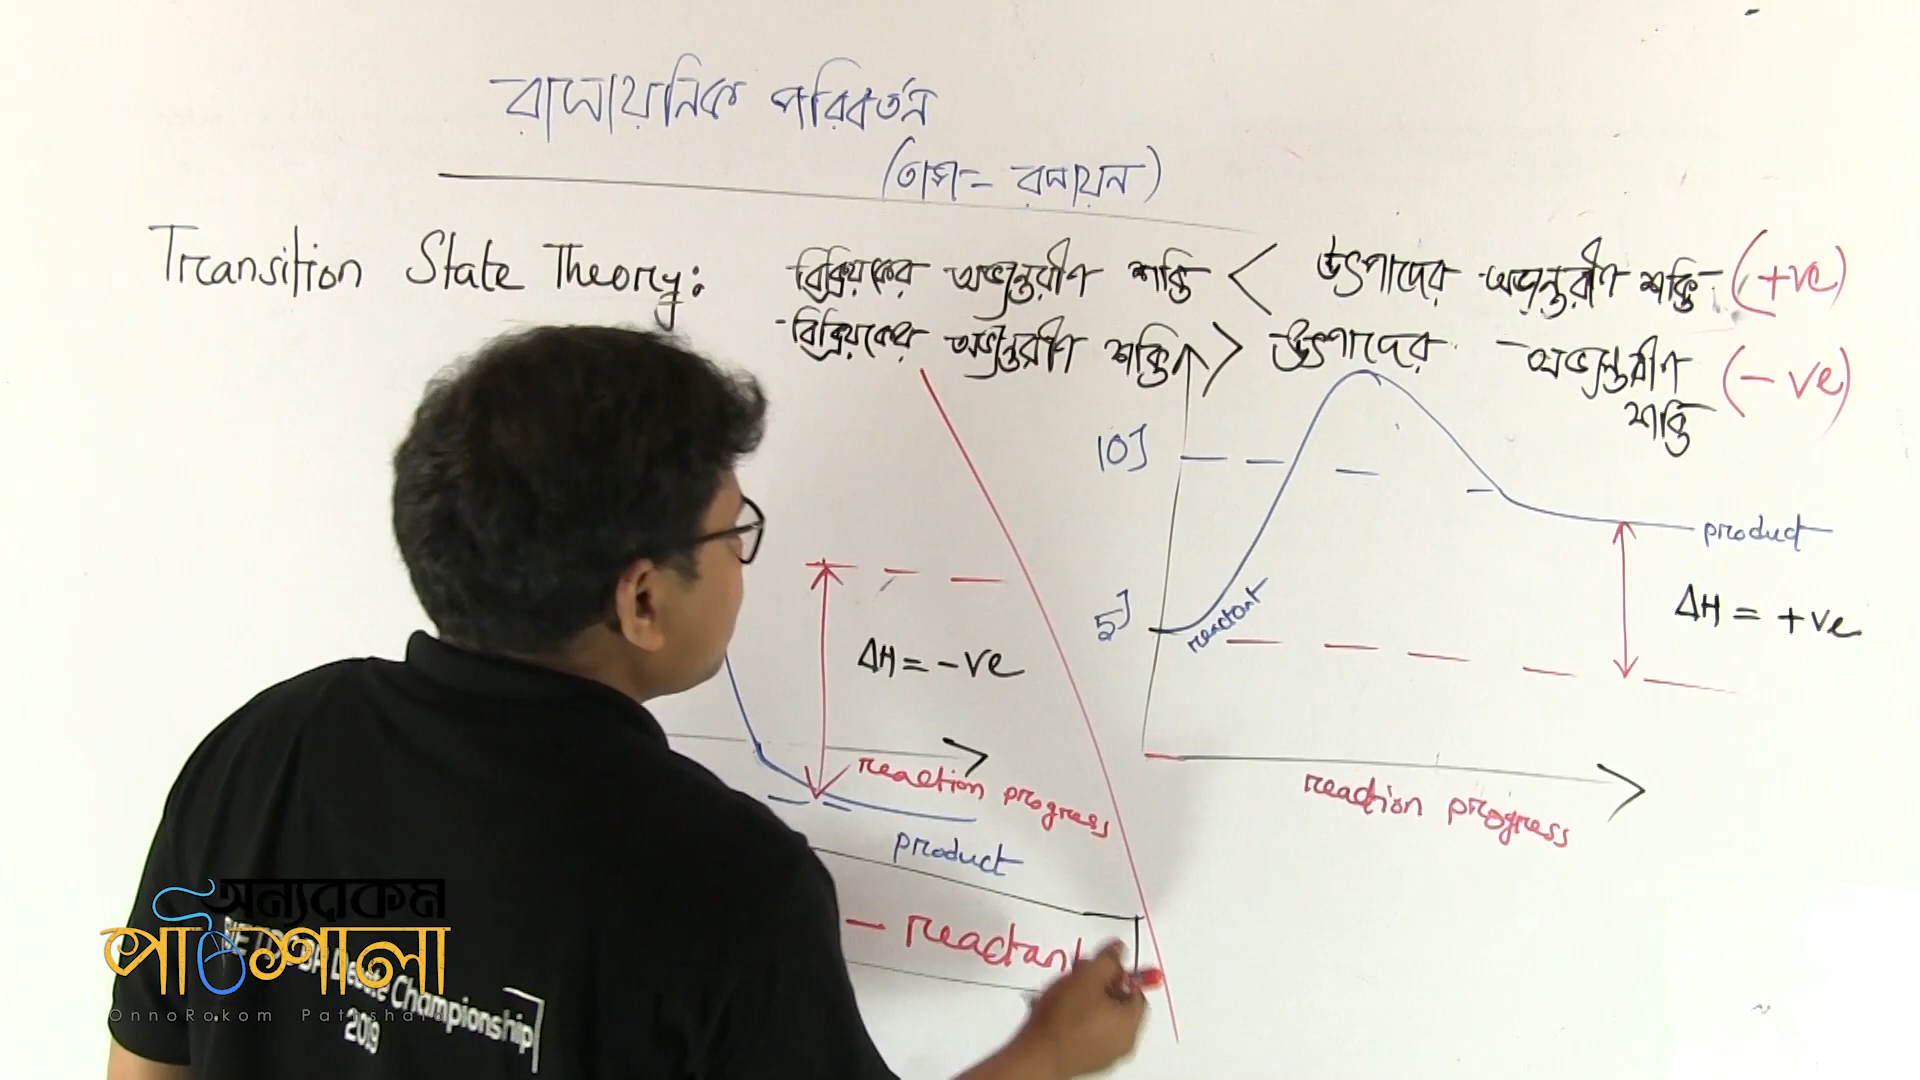 রাসায়নিক পরিবর্তন
(তাপ - রসায়ন)
Transition State Theory:
বিক্রিয়কের অভ্যন্তরীণ শক্তি < উৎপাদের অভ্যন্তরীণ শক্তি - (+ve)
বিক্রিয়কের অভ্যন্তরীণ শক্তি > উৎপাদের অভ্যন্তরীণ শক্তি (-ve)
10J
5J
reactant
product
ΔH = +ve
reaction progress
ΔH = -ve
reaction progress
product
- reactant
অন্যরকম
পাঠশালা
OnnoRokom Pathshala
Debate Championship
2019